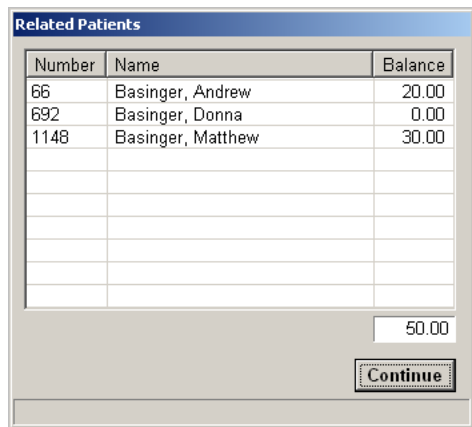 Related Patients
Number Name Balance
66 Basinger, Andrew 20.00
692 Basinger, Donna 0.00
1148 Basinger, Matthew 30.00
50.00
Continue